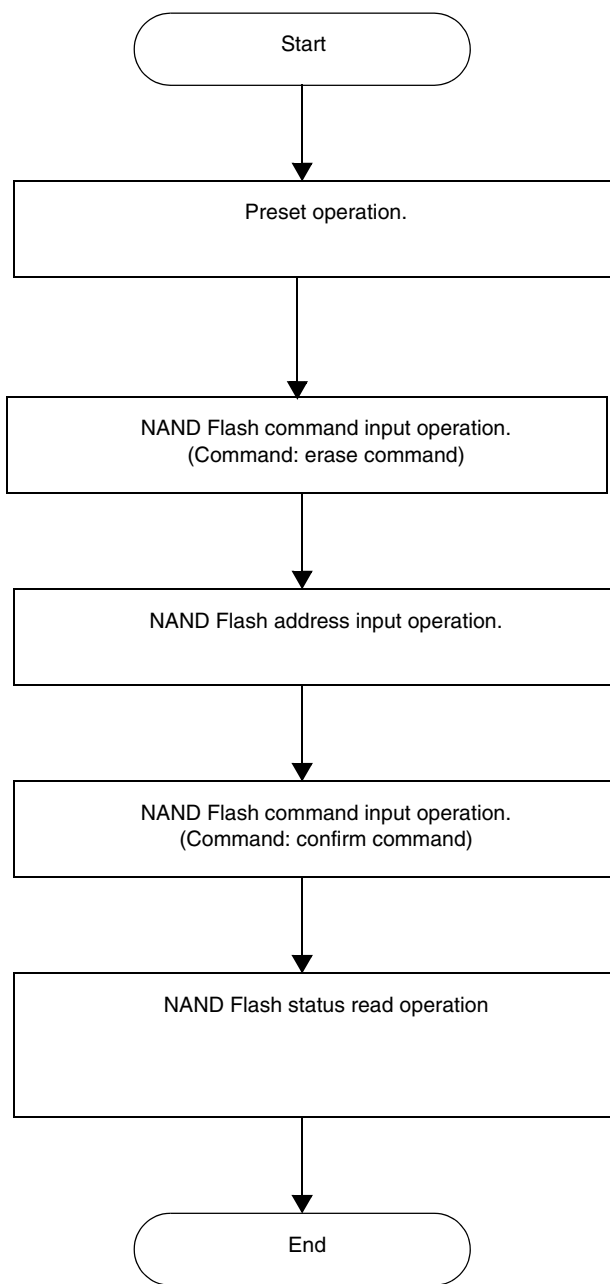 Start
Preset operation.
NAND Flash command input operation.
(Command: erase command)
NAND Flash address input operation.
NAND Flash command input operation.
(Command: confirm command)
NAND Flash status read operation
End